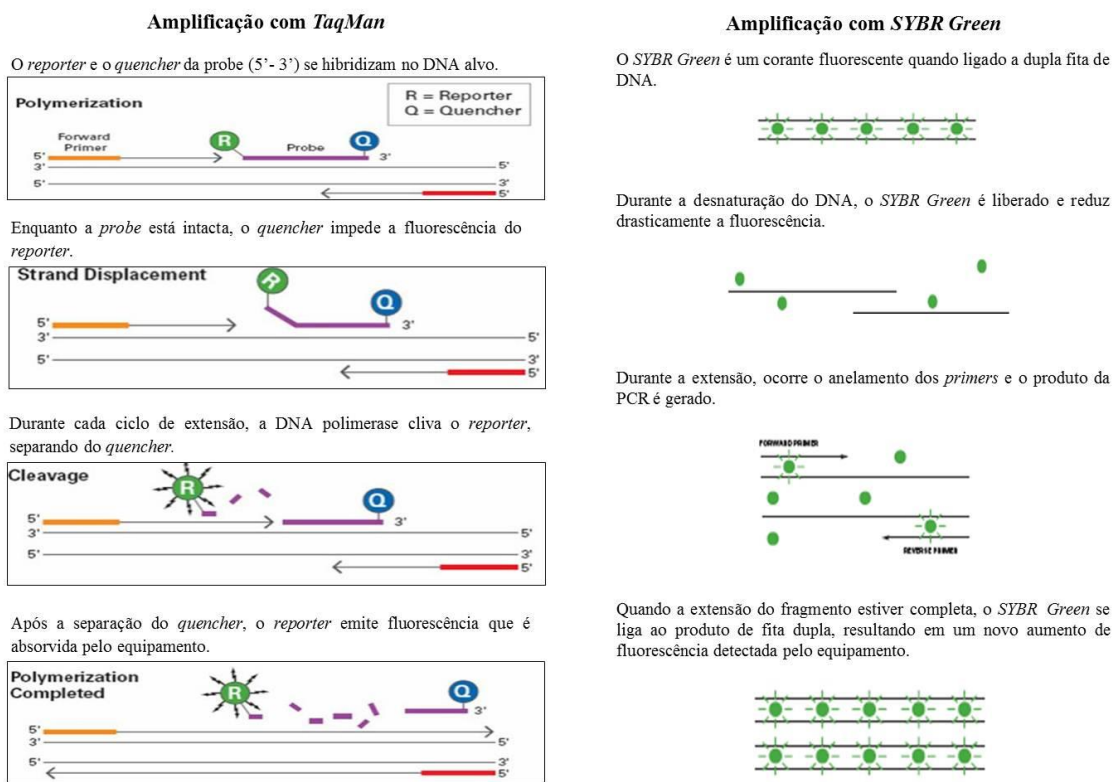 Amplificação com TaqMan
O reporter e o quencher da probe (5’- 3’) se hibridizam no DNA alvo.
Polymerization
R = Reporter
Q = Quencher
Forward
Primer
R
Probe
Q
5'
3'
3'
5'
5'
3'
5'
Enquanto a probe está intacta, o quencher impede a fluorescência do
reporter.
Strand Displacement
R
Q
5'
3'
3'
5'
5'
3'
5'
Durante cada ciclo de extensão, a DNA polimerase cliva o reporter,
separando do quencher.
Cleavage
R
Q
5'
3'
3'
5'
5'
3'
5'
Após a separação do quencher, o reporter emite fluorescência que é
absorvida pelo equipamento.
Polymerization
Completed
R
Q
3'
5'
3'
5'
5'
3'
5'
Amplificação com SYBR Green
O SYBR Green é um corante fluorescente quando ligado a dupla fita de
DNA.
Durante a desnaturação do DNA, o SYBR Green é liberado e reduz
drasticamente a fluorescência.
Durante a extensão, ocorre o anelamento dos primers e o produto da
PCR é gerado.
FORWARD PRIMER
REVERSE PRIMER
Quando a extensão do fragmento estiver completa, o SYBR Green se
liga ao produto de fita dupla, resultando em um novo aumento de
fluorescência detectada pelo equipamento.